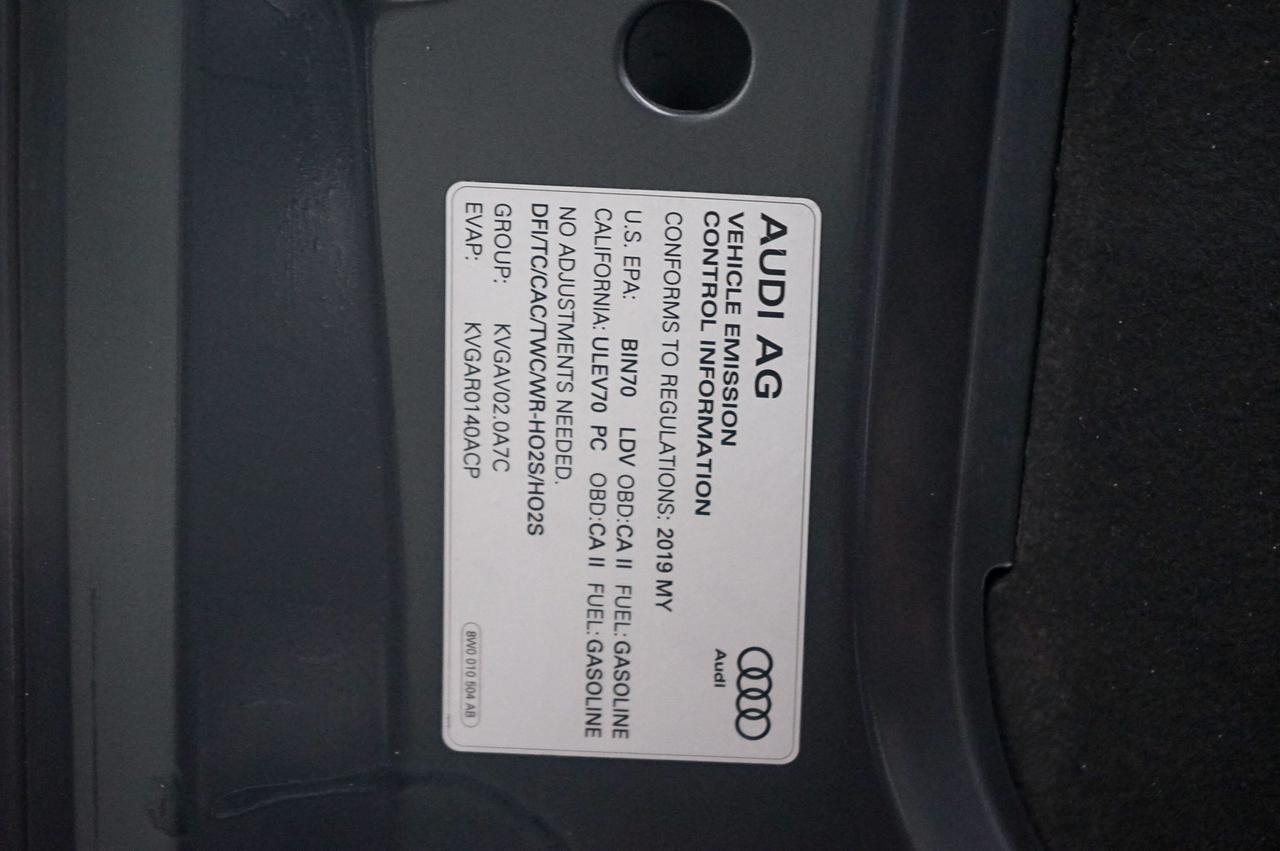 AUDI AG
VEHICLE EMISSION
CONTROL INFORMATION
Audi
CONFORMS TO REGULATIONS: 2019 MY
U.S. EPA: BIN70 LDV OBD:CA II FUEL: GASOLINE
CALIFORNIA: ULEV70 PC OBD:CA II FUEL: GASOLINE
NO ADJUSTMENTS NEEDED.
DFI/TC/CAC/TWC/WR-HO2S/HO2S
GROUP: KVGAV02.0A7C
EVAP: KVGAR0140ACP
8W0 010 504 AB